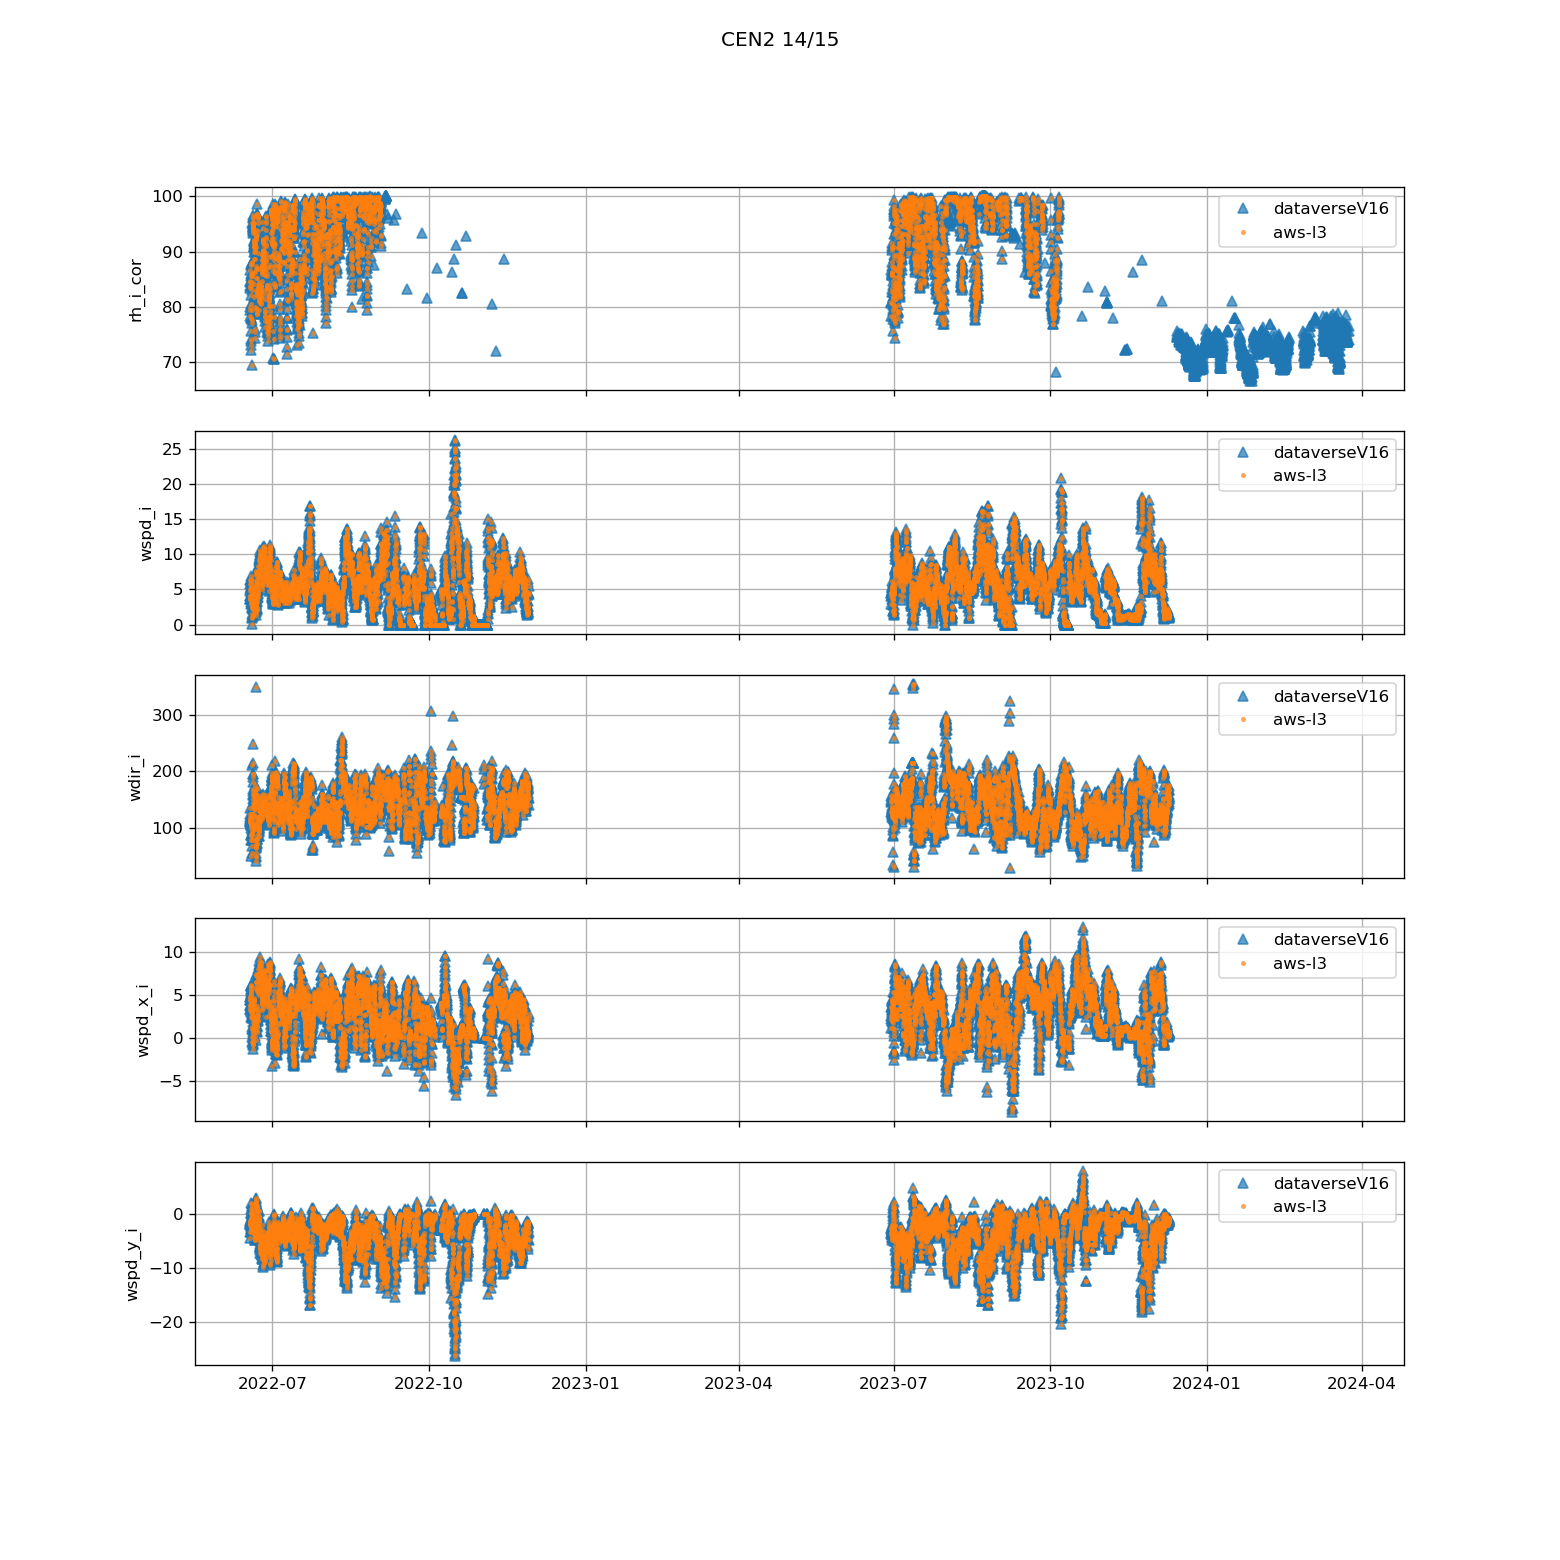 CEN2 14/15
rh_i_cor
100
90
80
70
dataverseV16
aws-l3
wspd_i
25
20
15
10
5
0
dataverseV16
aws-l3
wdir_i
300
200
100
dataverseV16
aws-l3
wspd_x_i
10
5
0
−5
dataverseV16
aws-l3
wspd_y_i
0
−10
−20
dataverseV16
aws-l3
2022-07 2022-10 2023-01 2023-04 2023-07 2023-10 2024-01 2024-04